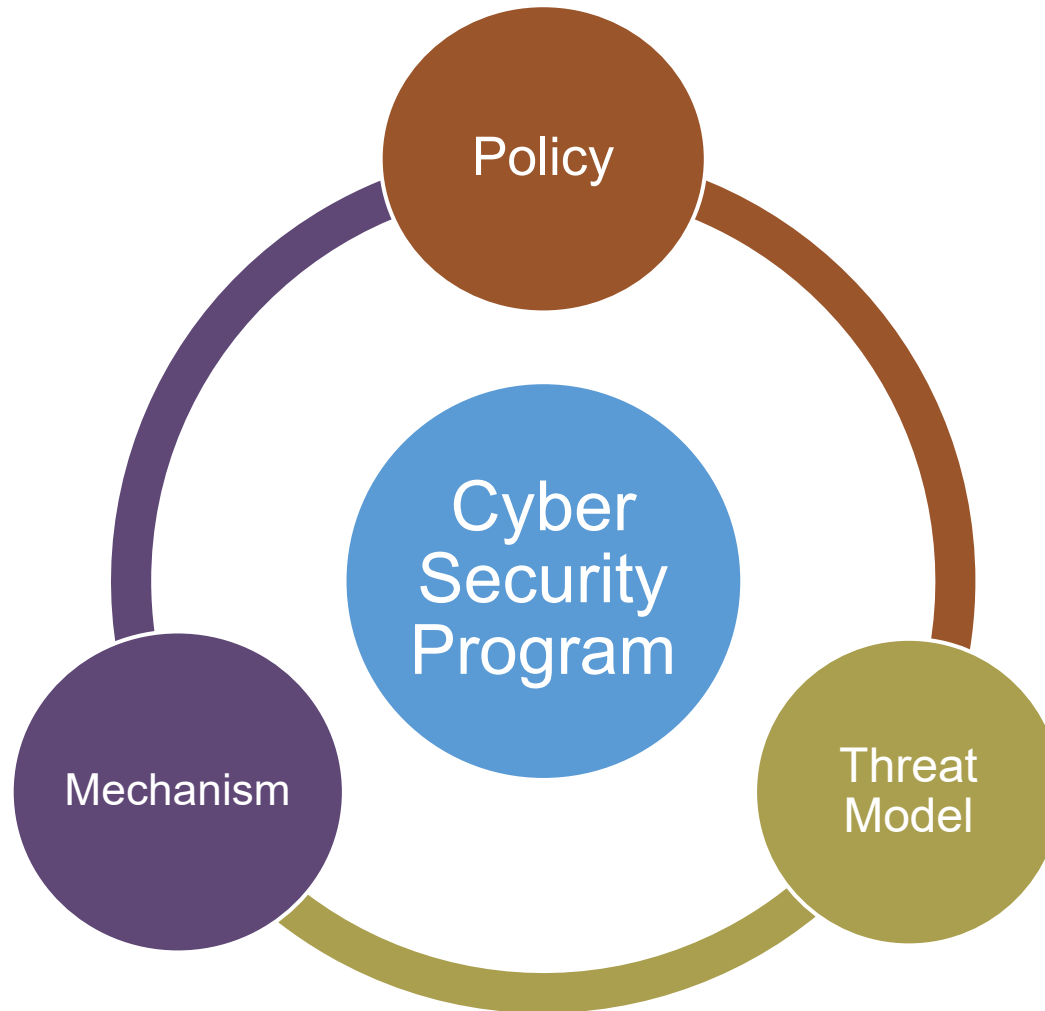 Policy
Cyber
Security
Program
Mechanism
Threat
Model